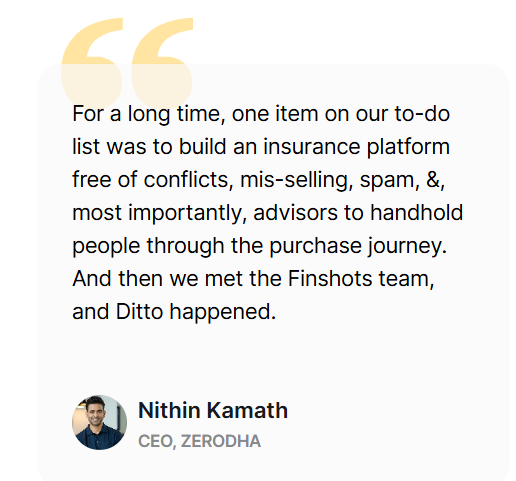 “
For a long time, one item on our to-do
list was to build an insurance platform
free of conflicts, mis-selling, spam, &,
most importantly, advisors to handhold
people through the purchase journey.
And then we met the Finshots team,
and Ditto happened.
Nithin Kamath
CEO, ZERODHA